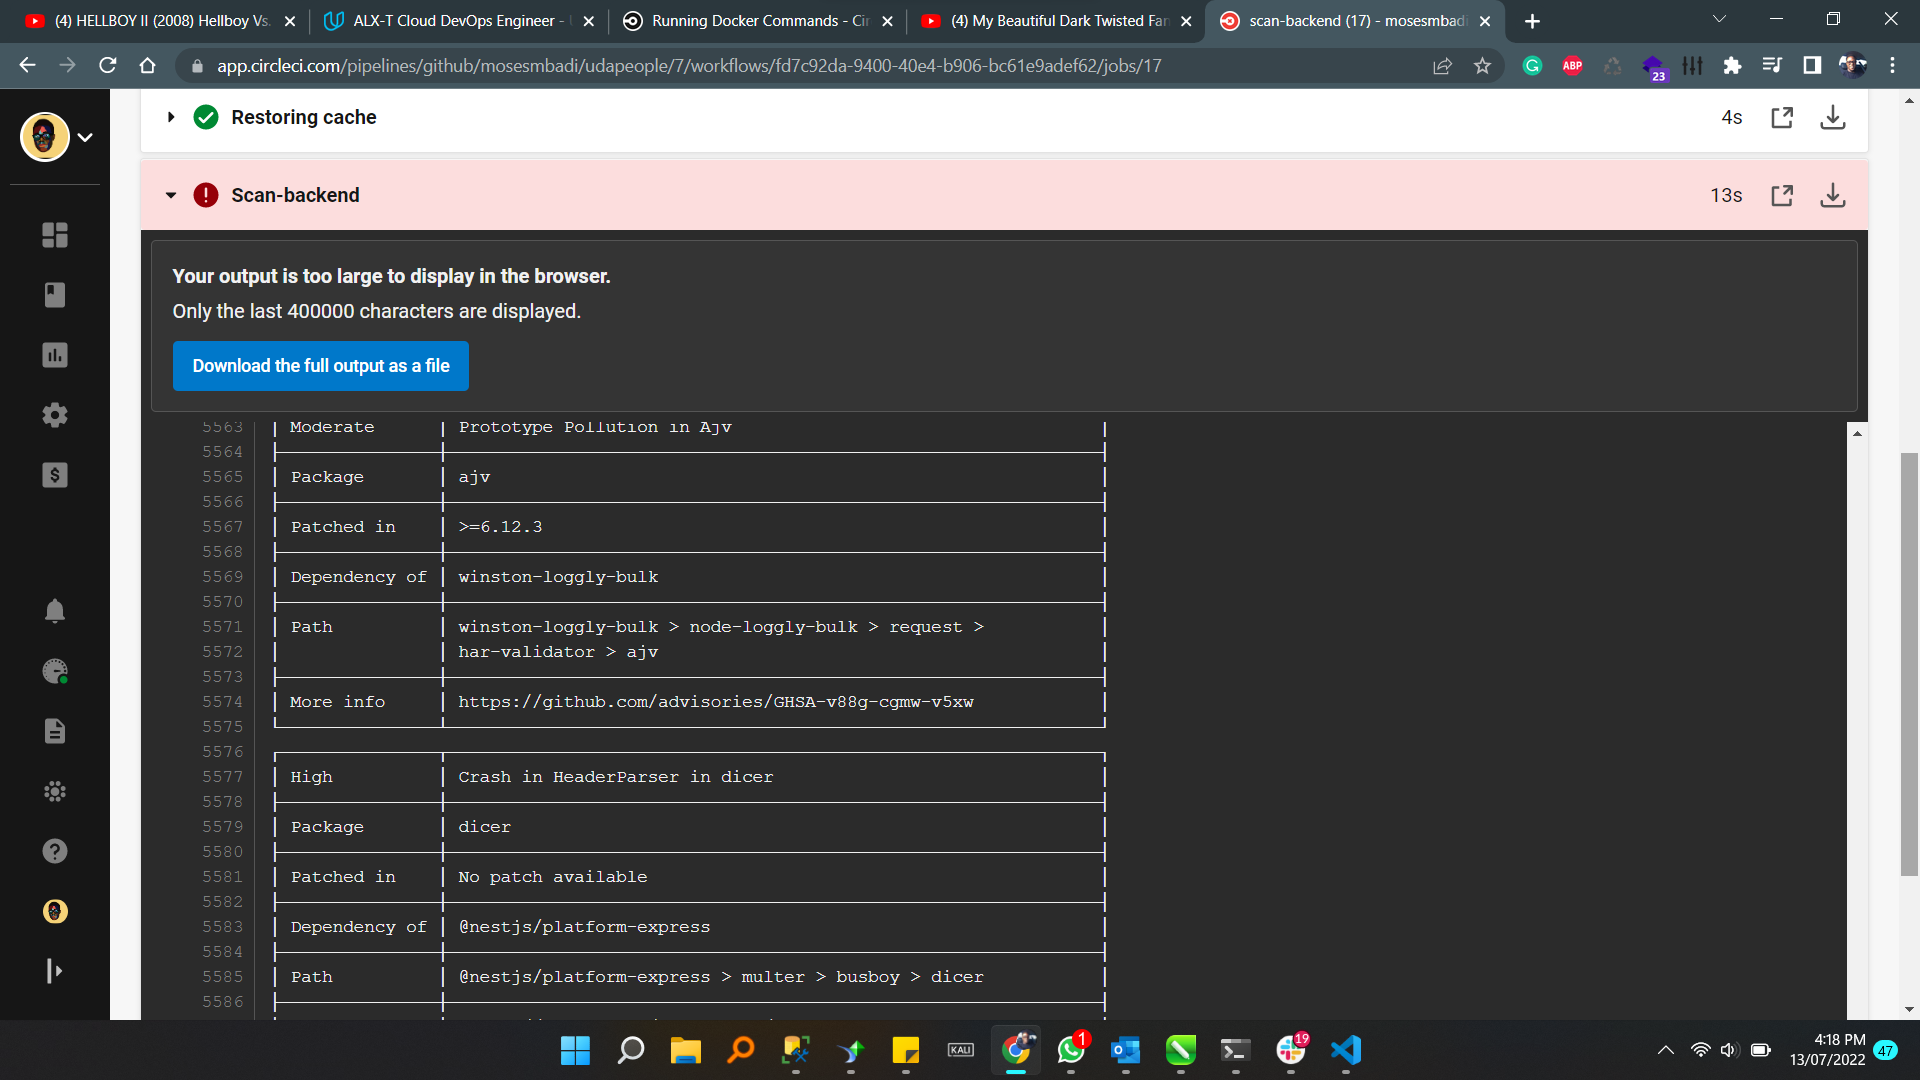 (4) HELLBOY II (2008) Hellboy Vs.
ALX-T Cloud DevOps Engineer -
Running Docker Commands - Cir
(4) My Beautiful Dark Twisted Fan
scan-backend (17) - mosesmbadi
app.circleci.com/pipelines/github/mosesmbadi/udapeople/7/workflows/fd7c92da-9400-40e4-b906-bc61e9adef62/jobs/17
ABP
23
Restoring cache
4s
Scan-backend
13s
Your output is too large to display in the browser.
Only the last 400000 characters are displayed.
Download the full output as a file
5563 Moderate Prototype Pollution in Ajv
5564
5565 Package ajv
5566
5567 Patched in >=6.12.3
5568
5569 Dependency of winston-loggly-bulk
5570
5571 Path winston-loggly-bulk > node-loggly-bulk > request >
5572 har-validator > ajv
5573
5574 More info https://github.com/advisories/GHSA-v88g-cgmw-v5xw
5575
5576
5577 High Crash in HeaderParser in dicer
5578
5579 Package dicer
5580
5581 Patched in No patch available
5582
5583 Dependency of @nestjs/platform-express
5584
5585 Path @nestjs/platform-express > multer > busboy > dicer
5586
KALI
1
19
4:18 PM
13/07/2022
47